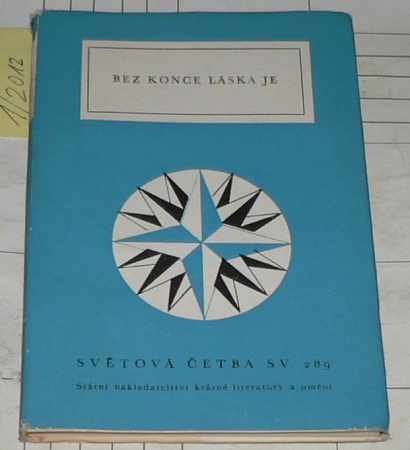 1/2012
BEZ KONCE LÁSKA JE
SVĚTOVÁ ČETBA SV 289
Státní nakladatelství krásné literatury a umění